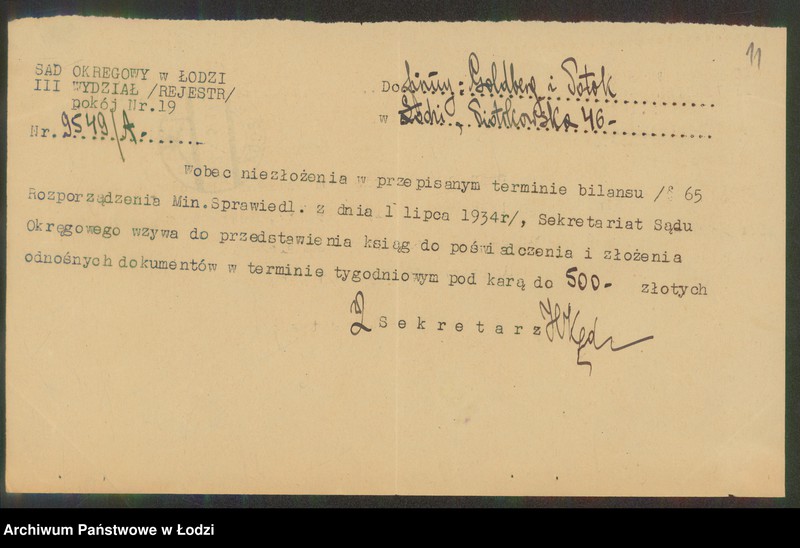 11
SAD OKRĘGOWY w ŁODZI
III WYDZIAŁ /REJESTR/
pokój Nr.19
Nr. 9549/A.-
Do firmy: Goldberg i Potok
w Łodzi, Piotrkowska 46-
Wobec niezłożenia w przepisanym terminie bilansu /§ 65
Rozporządzenia Min.Sprawiedl. z dnia 1 lipca 1934r/, Sekretariat Sądu
Okręgowego wzywa do przedstawienia ksiąg do poświadczenia i złożenia
odnośnych dokumentów w terminie tygodniowym pod karą do 500- złotych
Sekretarz
Archiwum Państwowe w Łodzi